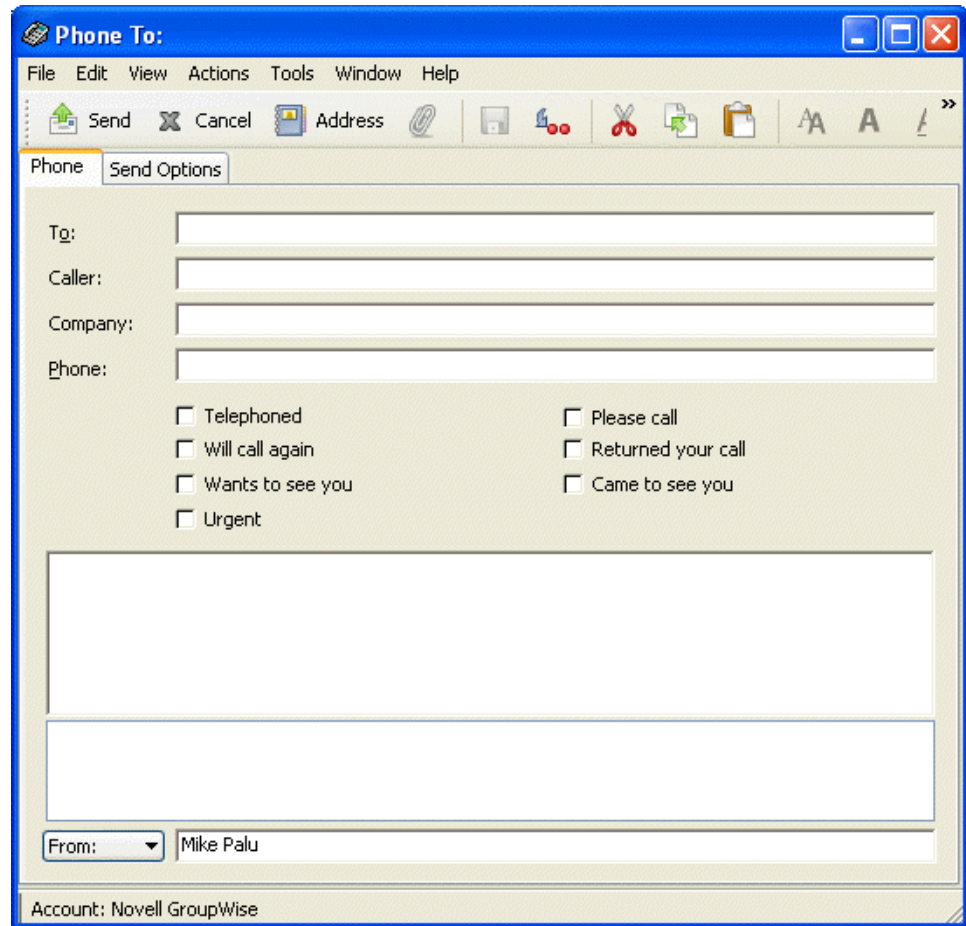 Phone To:
File Edit View Actions Tools Window Help
Send Cancel Address
Phone Send Options
To:
Caller:
Company:
Phone:
Telephoned Please call
Will call again Returned your call
Wants to see you Came to see you
Urgent
From: Mike Palu
Account: Novell GroupWise